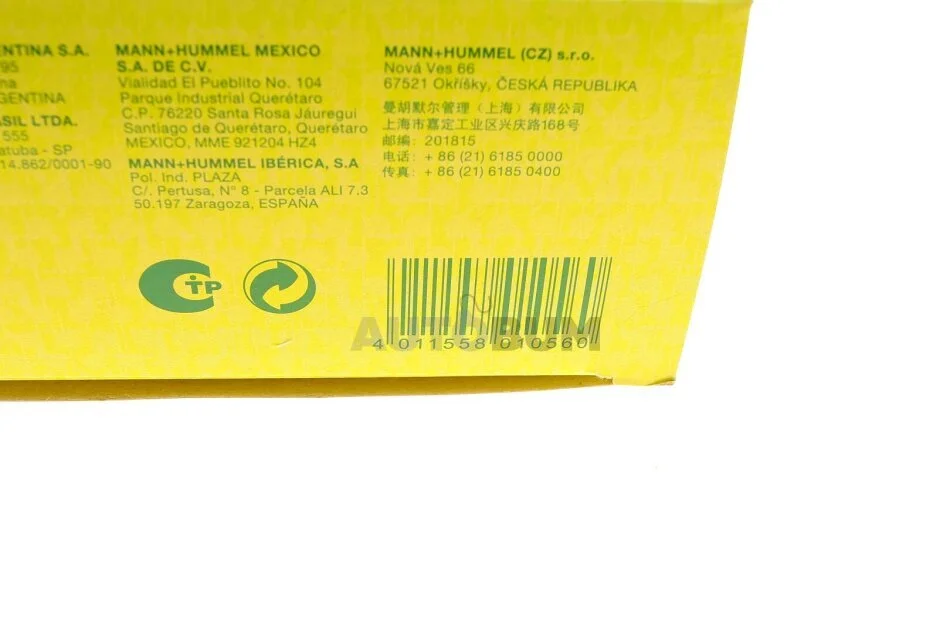 ENTINA S.A.
95
na
GENTINA
ASIL LTDA.
555
atuba - SP
14.862/0001-90
MANN+HUMMEL MEXICO
S.A. DE C.V.
Vialidad El Pueblito No. 104
Parque Industrial Querétaro
C.P. 76220 Santa Rosa Jáuregui
Santiago de Querétaro, Querétaro
MEXICO, MME 921204 HZ4
MANN+HUMMEL IBÉRICA, S.A
Pol. Ind. PLAZA
C/. Pertusa, N° 8 - Parcela ALI 7.3
50.197 Zaragoza, ESPAÑA
MANN+HUMMEL (CZ) s.r.o.
Nová Ves 66
67521 Okříšky, ČESKÁ REPUBLIKA
曼胡默尔管理（上海）有限公司
上海市嘉定工业区兴庆路168号
邮编: 201815
电话: + 86 (21) 6185 0000
传真: + 86 (21) 6185 0400
СТР
AUTOBUM
4 011558 010560